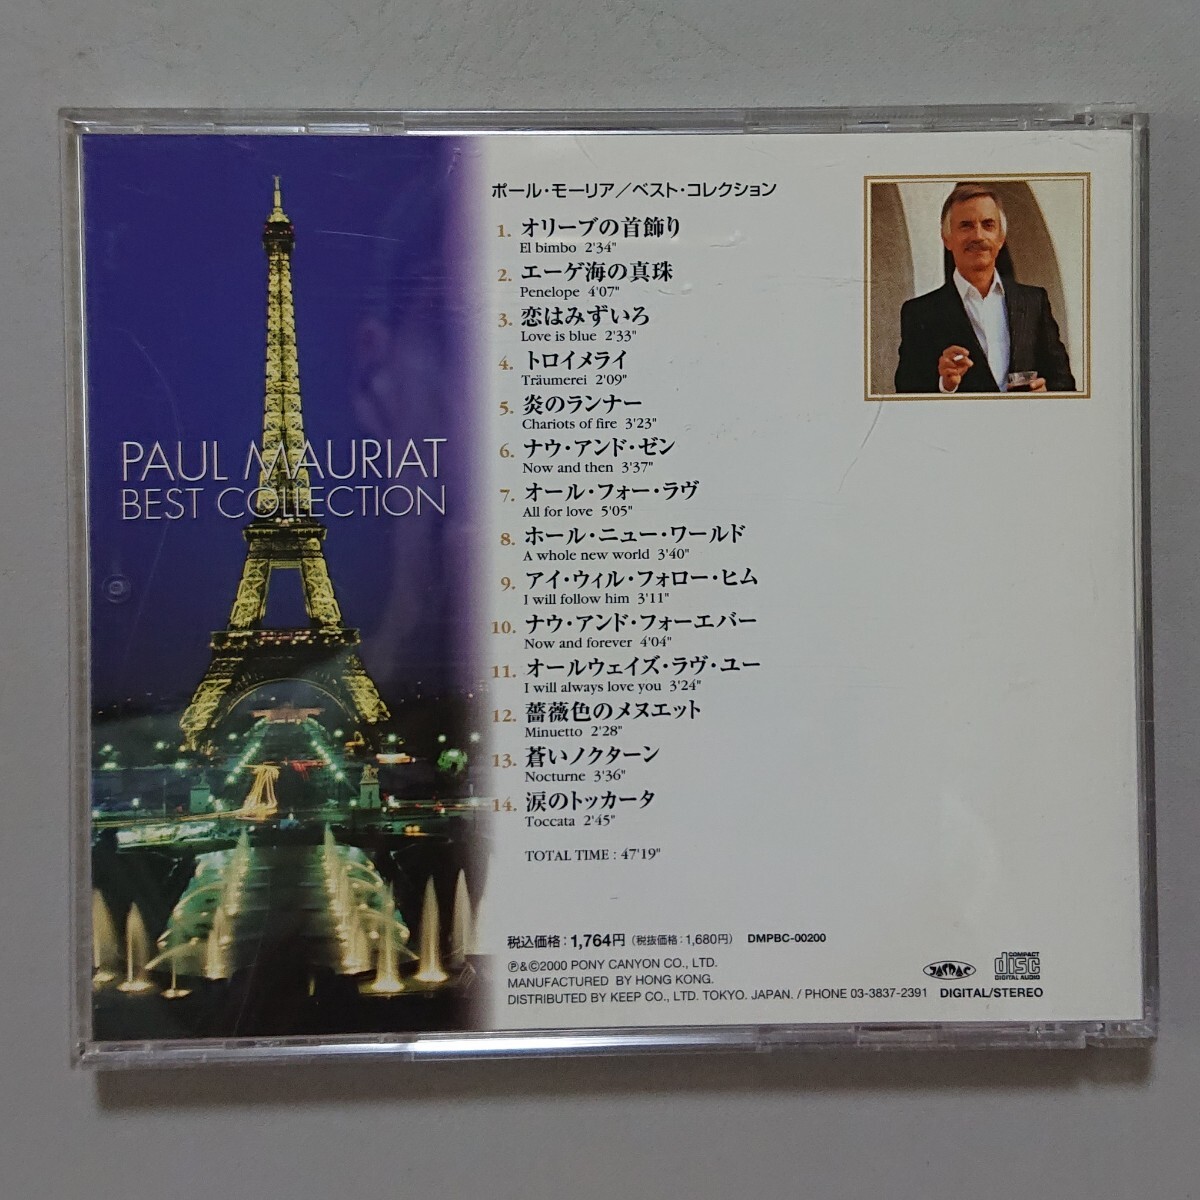 PAUL MAURIAT
BEST COLLECTION
ポール・モーリア／ベスト・コレクション
1. オリーブの首飾り
El bimbo 2'34"
2. エーゲ海の真珠
Penelope 4'07"
3. 恋はみずいろ
Love is blue 2'33"
4. トロイメライ
Träumerei 2'09"
5. 炎のランナー
Chariots of fire 3'23"
6. ナウ・アンド・ゼン
Now and then 3'37"
7. オール・フォー・ラヴ
All for love 5'05"
8. ホール・ニュー・ワールド
A whole new world 3'40"
9. アイ・ウィル・フォロー・ヒム
I will follow him 3'11"
10. ナウ・アンド・フォーエバー
Now and forever 4'04"
11. オールウェイズ・ラヴ・ユー
I will always love you 3'24"
12. 薔薇色のメヌエット
Minuetto 2'28"
13. 蒼いノクターン
Nocturne 3'36"
14. 涙のトッカータ
Toccata 2'45"
TOTAL TIME : 47'19"
税込価格：1,764円（税抜価格：1,680円） DMPBC-00200
℗&©2000 PONY CANYON CO., LTD.
MANUFACTURED BY HONG KONG.
DISTRIBUTED BY KEEP CO., LTD. TOKYO. JAPAN. / PHONE 03-3837-2391
JASRAC
COMPACT
disc
DIGITAL AUDIO
DIGITAL/STEREO